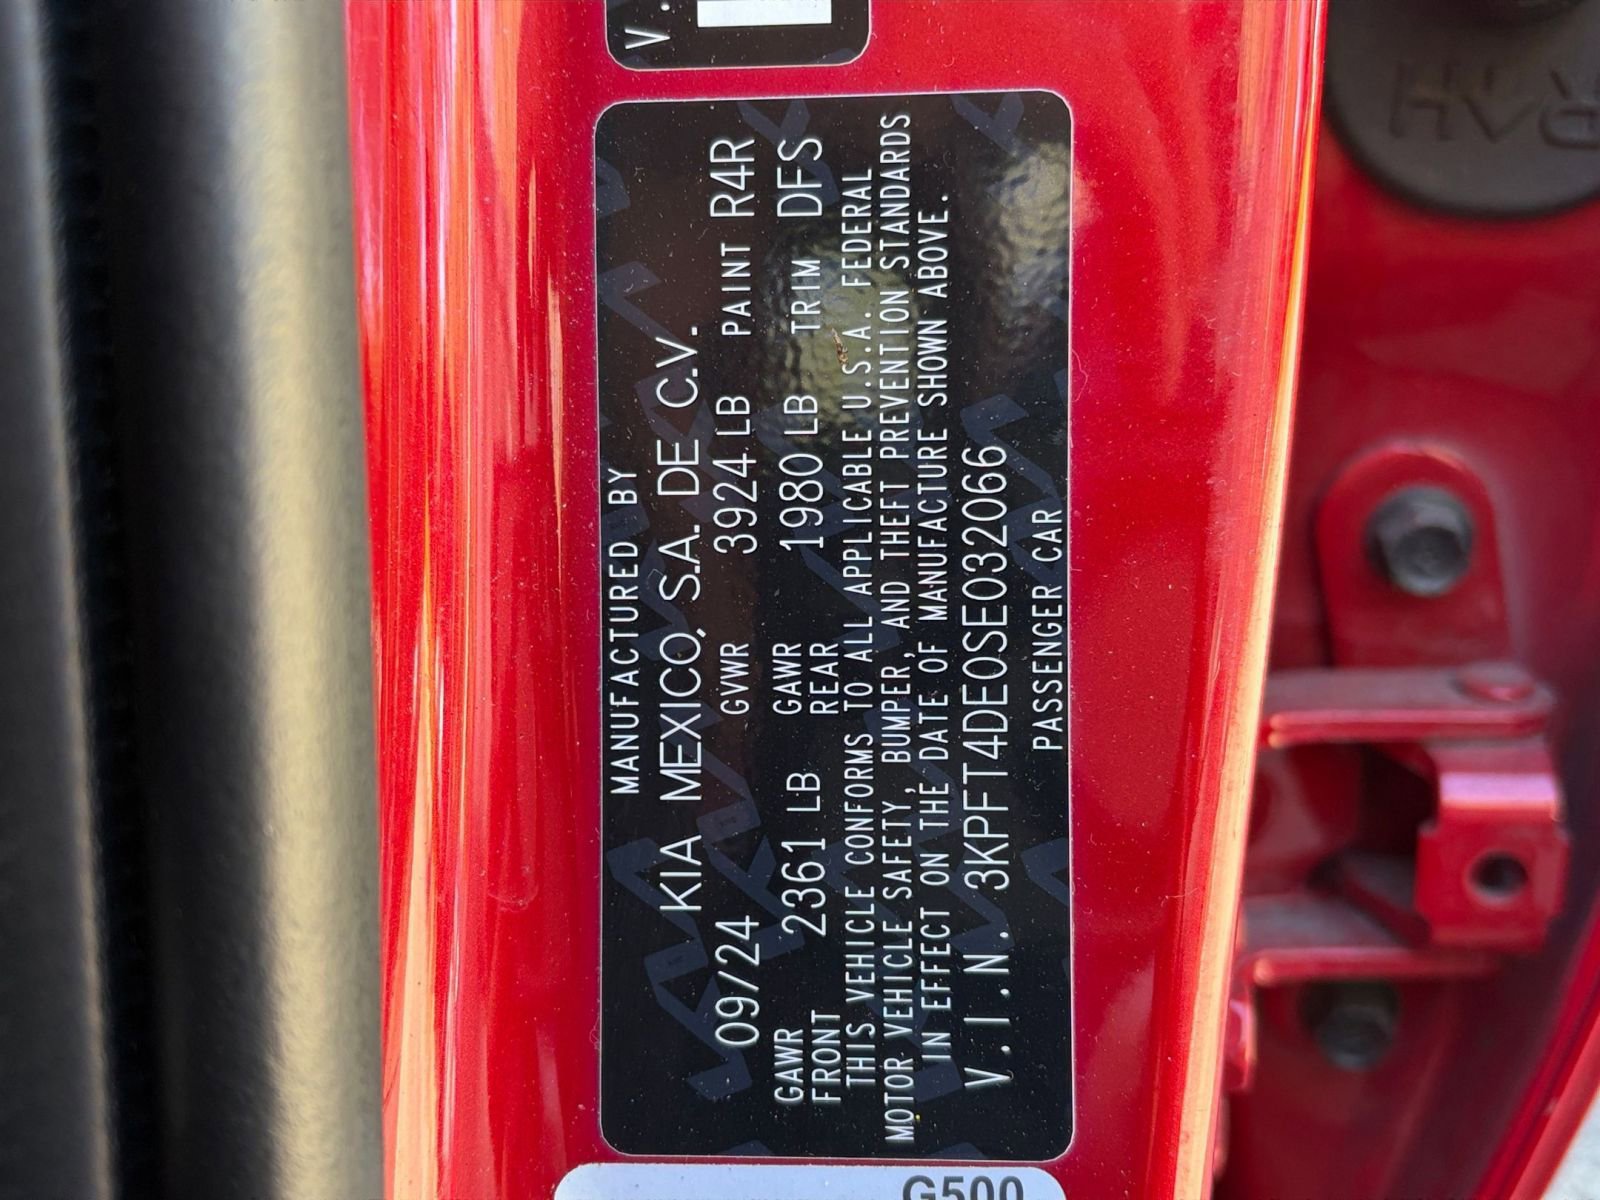 V.
MANUFACTURED BY
KIA MEXICO, S.A. DE C.V.
09/24 GVWR 3924 LB PAINT R4R
GAWR FRONT 2361 LB GAWR REAR 1980 LB TRIM DFS
THIS VEHICLE CONFORMS TO ALL APPLICABLE U.S.A. FEDERAL
MOTOR VEHICLE SAFETY, BUMPER, AND THEFT PREVENTION STANDARDS
IN EFFECT ON THE DATE OF MANUFACTURE SHOWN ABOVE.
V.I.N. 3KPFT4DE0SE032066
PASSENGER CAR
G500